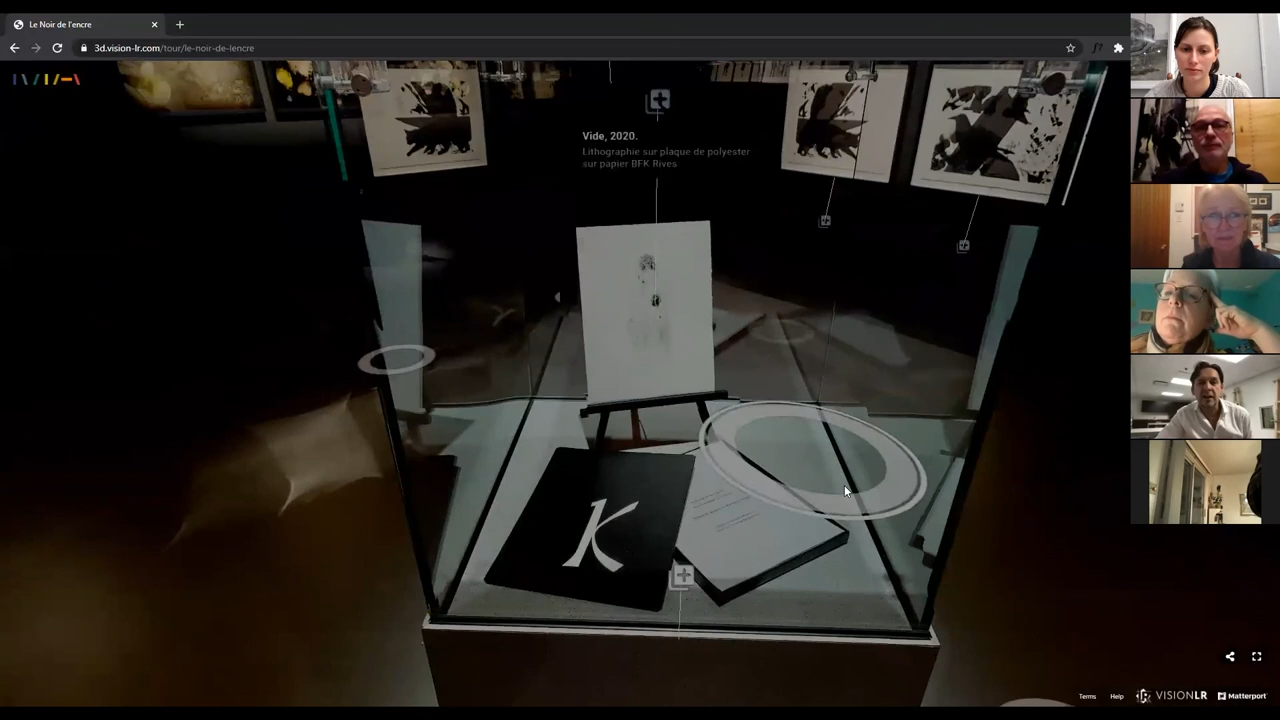 Le Noir de l'encre
3d.vision-lr.com/tour/le-noir-de-lencre
Vide, 2020.
Lithographie sur plaque de polyester
sur papier BFK Rives
K
Terms
Help
VISIONLR
Matterport